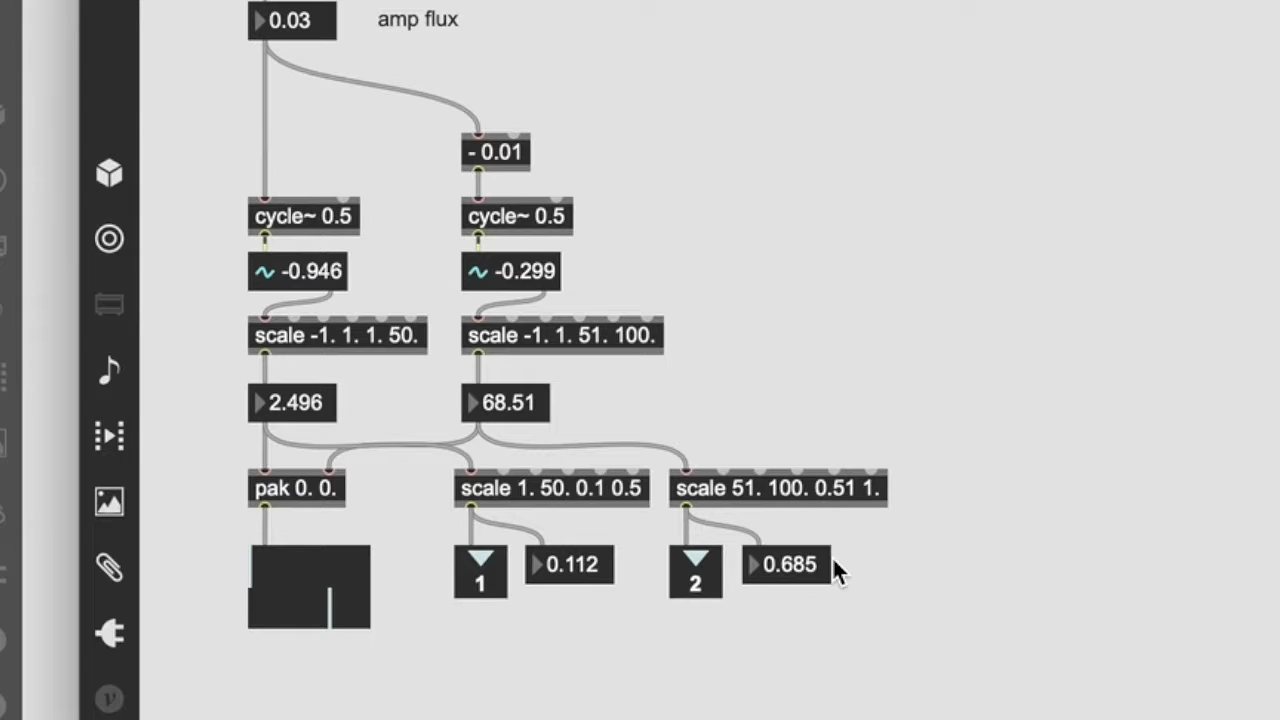 0.03 amp flux
- 0.01
cycle~ 0.5 cycle~ 0.5
-0.946 -0.299
scale -1. 1. 1. 50. scale -1. 1. 51. 100.
2.496 68.51
pak 0. 0. scale 1. 50. 0.1 0.5 scale 51. 100. 0.51 1.
1 0.112 2 0.685